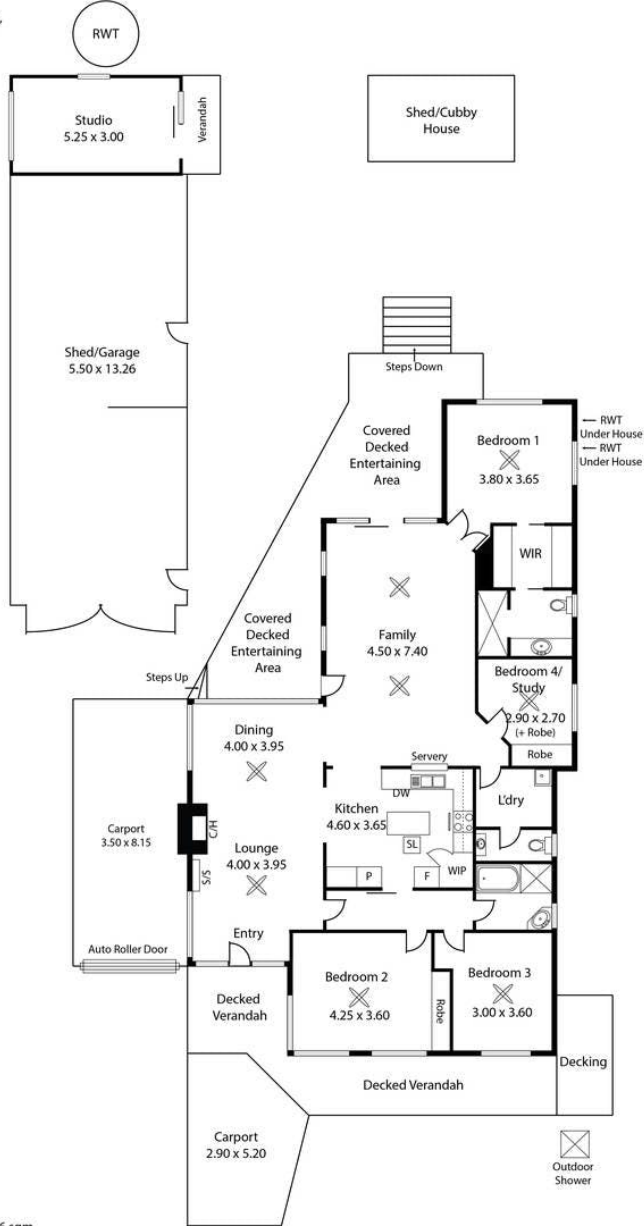 RWT
Studio
5.25 x 3.00
Verandah
Shed/Cubby
House
Shed/Garage
5.50 x 13.26
Steps Down
Covered
Decked
Entertaining
Area
Bedroom 1
3.80 x 3.65
RWT
Under House
RWT
Under House
WIR
Covered
Decked
Entertaining
Area
Family
4.50 x 7.40
Bedroom 4/
Study
2.90 x 2.70
(+ Robe)
Robe
Steps Up
Dining
4.00 x 3.95
Servery
DW
Kitchen
4.60 x 3.65
SL
L'dry
Carport
3.50 x 8.15
C/H
Lounge
4.00 x 3.95
S/S
P
F
WIP
Entry
Auto Roller Door
Decked
Verandah
Bedroom 2
4.25 x 3.60
Robe
Bedroom 3
3.00 x 3.60
Decking
Decked Verandah
Carport
2.90 x 5.20
Outdoor
Shower